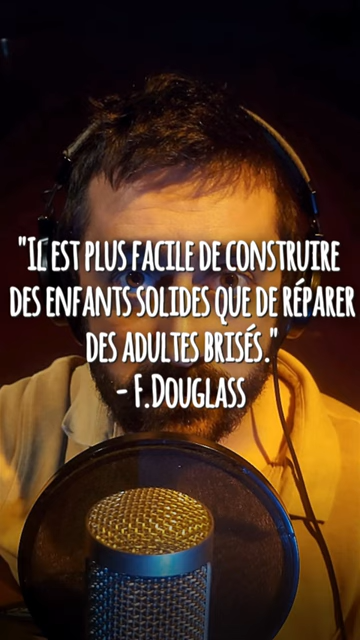 "Il est plus facile de construire
des enfants solides que de réparer
des adultes brisés."
- F.Douglass